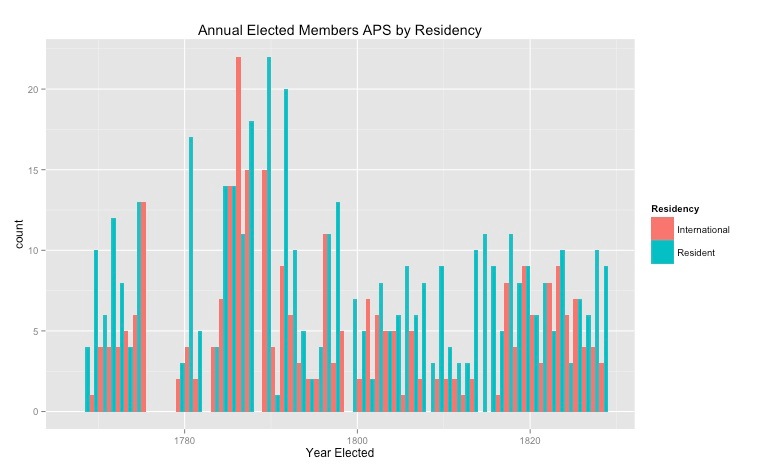 Annual Elected Members APS by Residency
20
15
10
5
0
count
1780
1800
1820
Year Elected
Residency
International
Resident